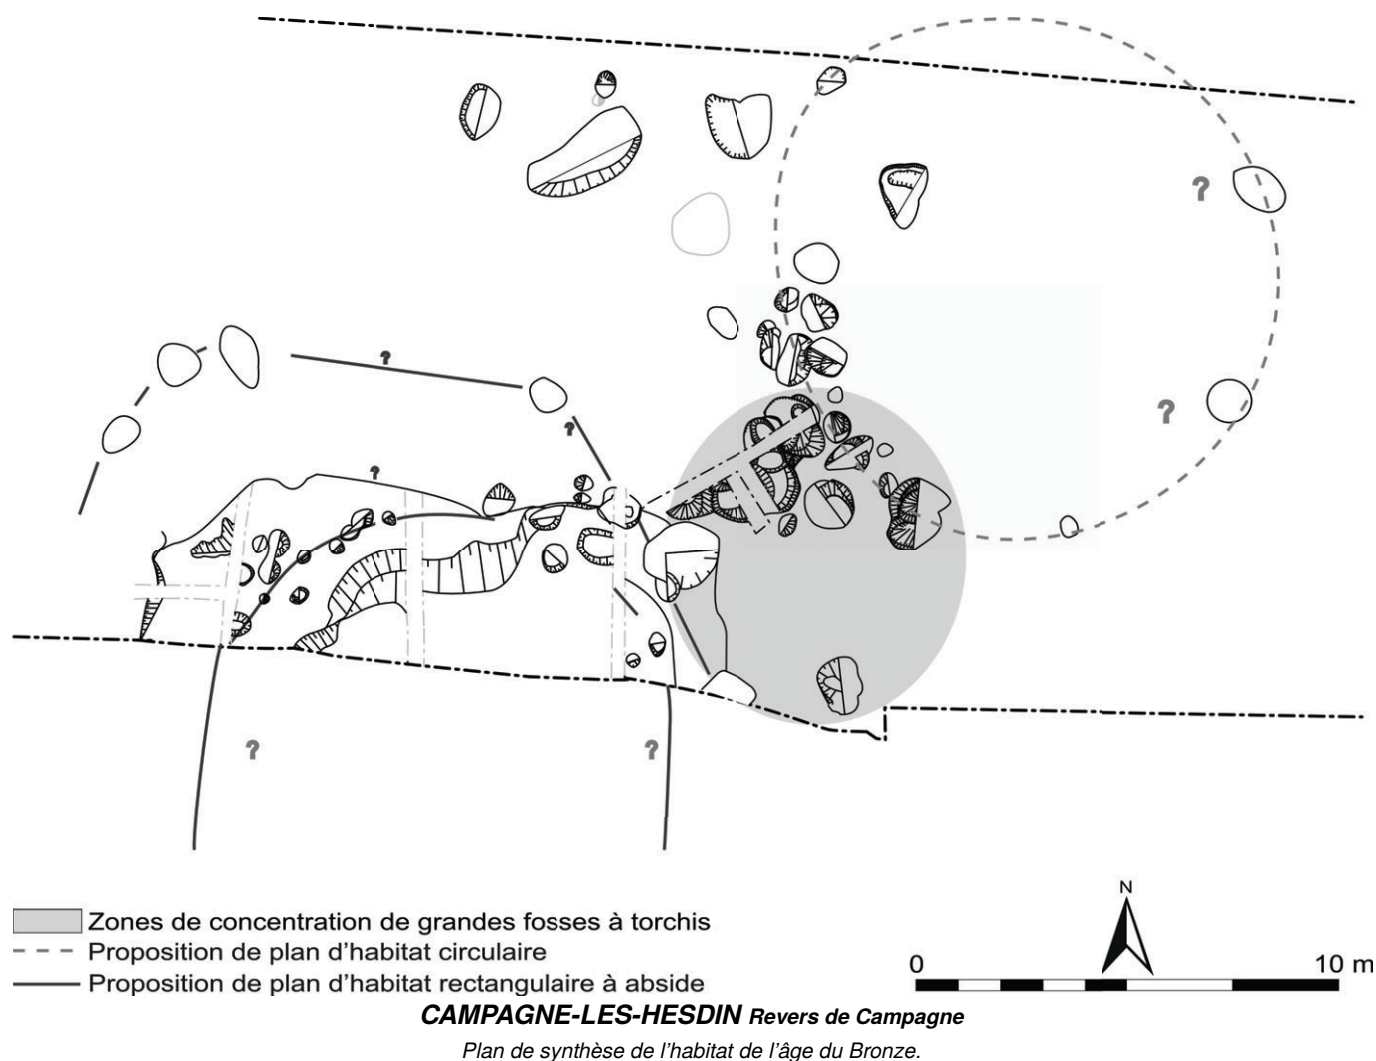 ?
?
?
?
?
?
?
Zones de concentration de grandes fosses à torchis
Proposition de plan d'habitat circulaire
Proposition de plan d'habitat rectangulaire à abside
N
0 10 m
CAMPAGNE-LES-HESDIN Revers de Campagne
Plan de synthèse de l'habitat de l'âge du Bronze.